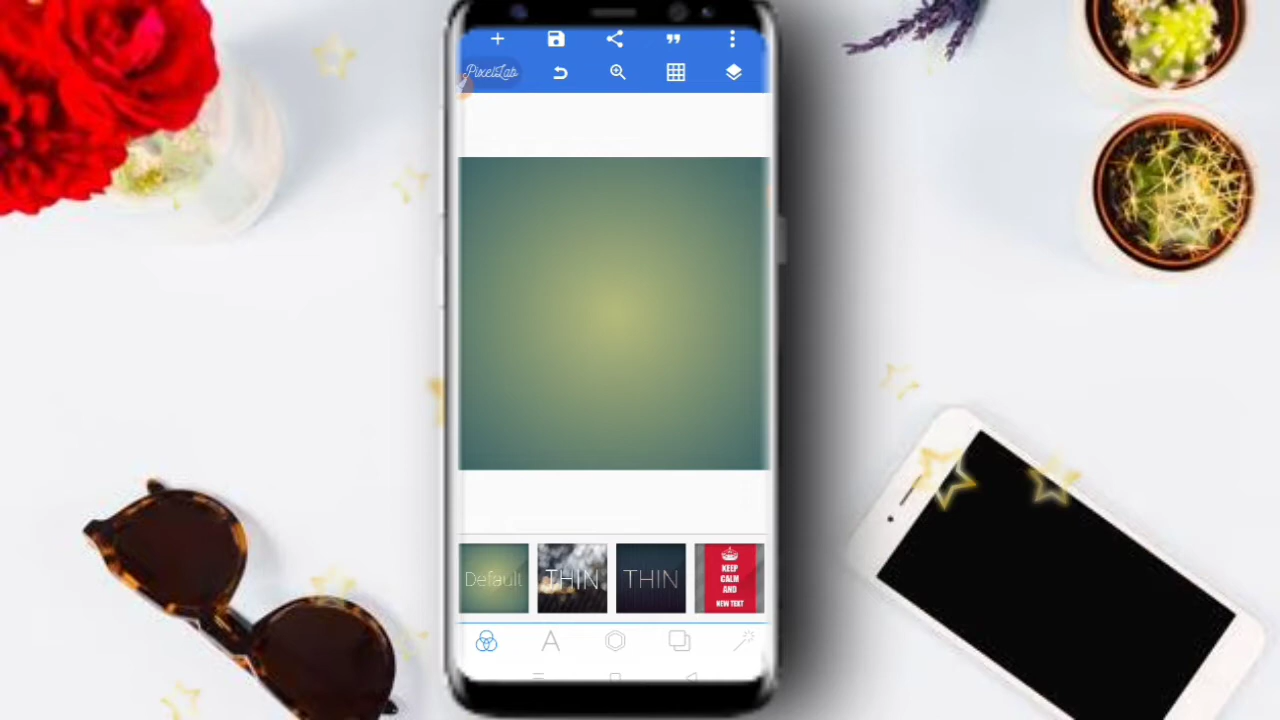 PixelLab
Default
THIN
THIN
KEEP
CALM
AND
NEW TEXT